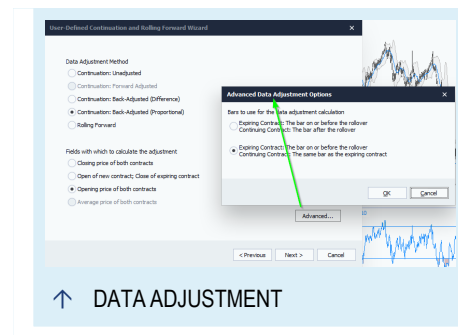 User-Defined Continuation and Rolling Forward Wizard
Data Adjustment Method
Continuation: Unadjusted
Continuation: Forward Adjusted
Continuation: Back-Adjusted (Difference)
Continuation: Back-Adjusted (Proportional)
Rolling Forward
Fields with which to calculate the adjustment
Closing price of both contracts
Open of new contract; Close of expiring contract
Opening price of both contracts
Average price of both contracts
Advanced...
< Previous
Next >
Cancel
Advanced Data Adjustment Options
Bars to use for the data adjustment calculation
Expiring Contract: The bar on or before the rollover
Continuing Contract: The bar after the rollover
Expiring Contract: The bar on or before the rollover
Continuing Contract: The same bar as the expiring contract
OK
Cancel
10
DATA ADJUSTMENT